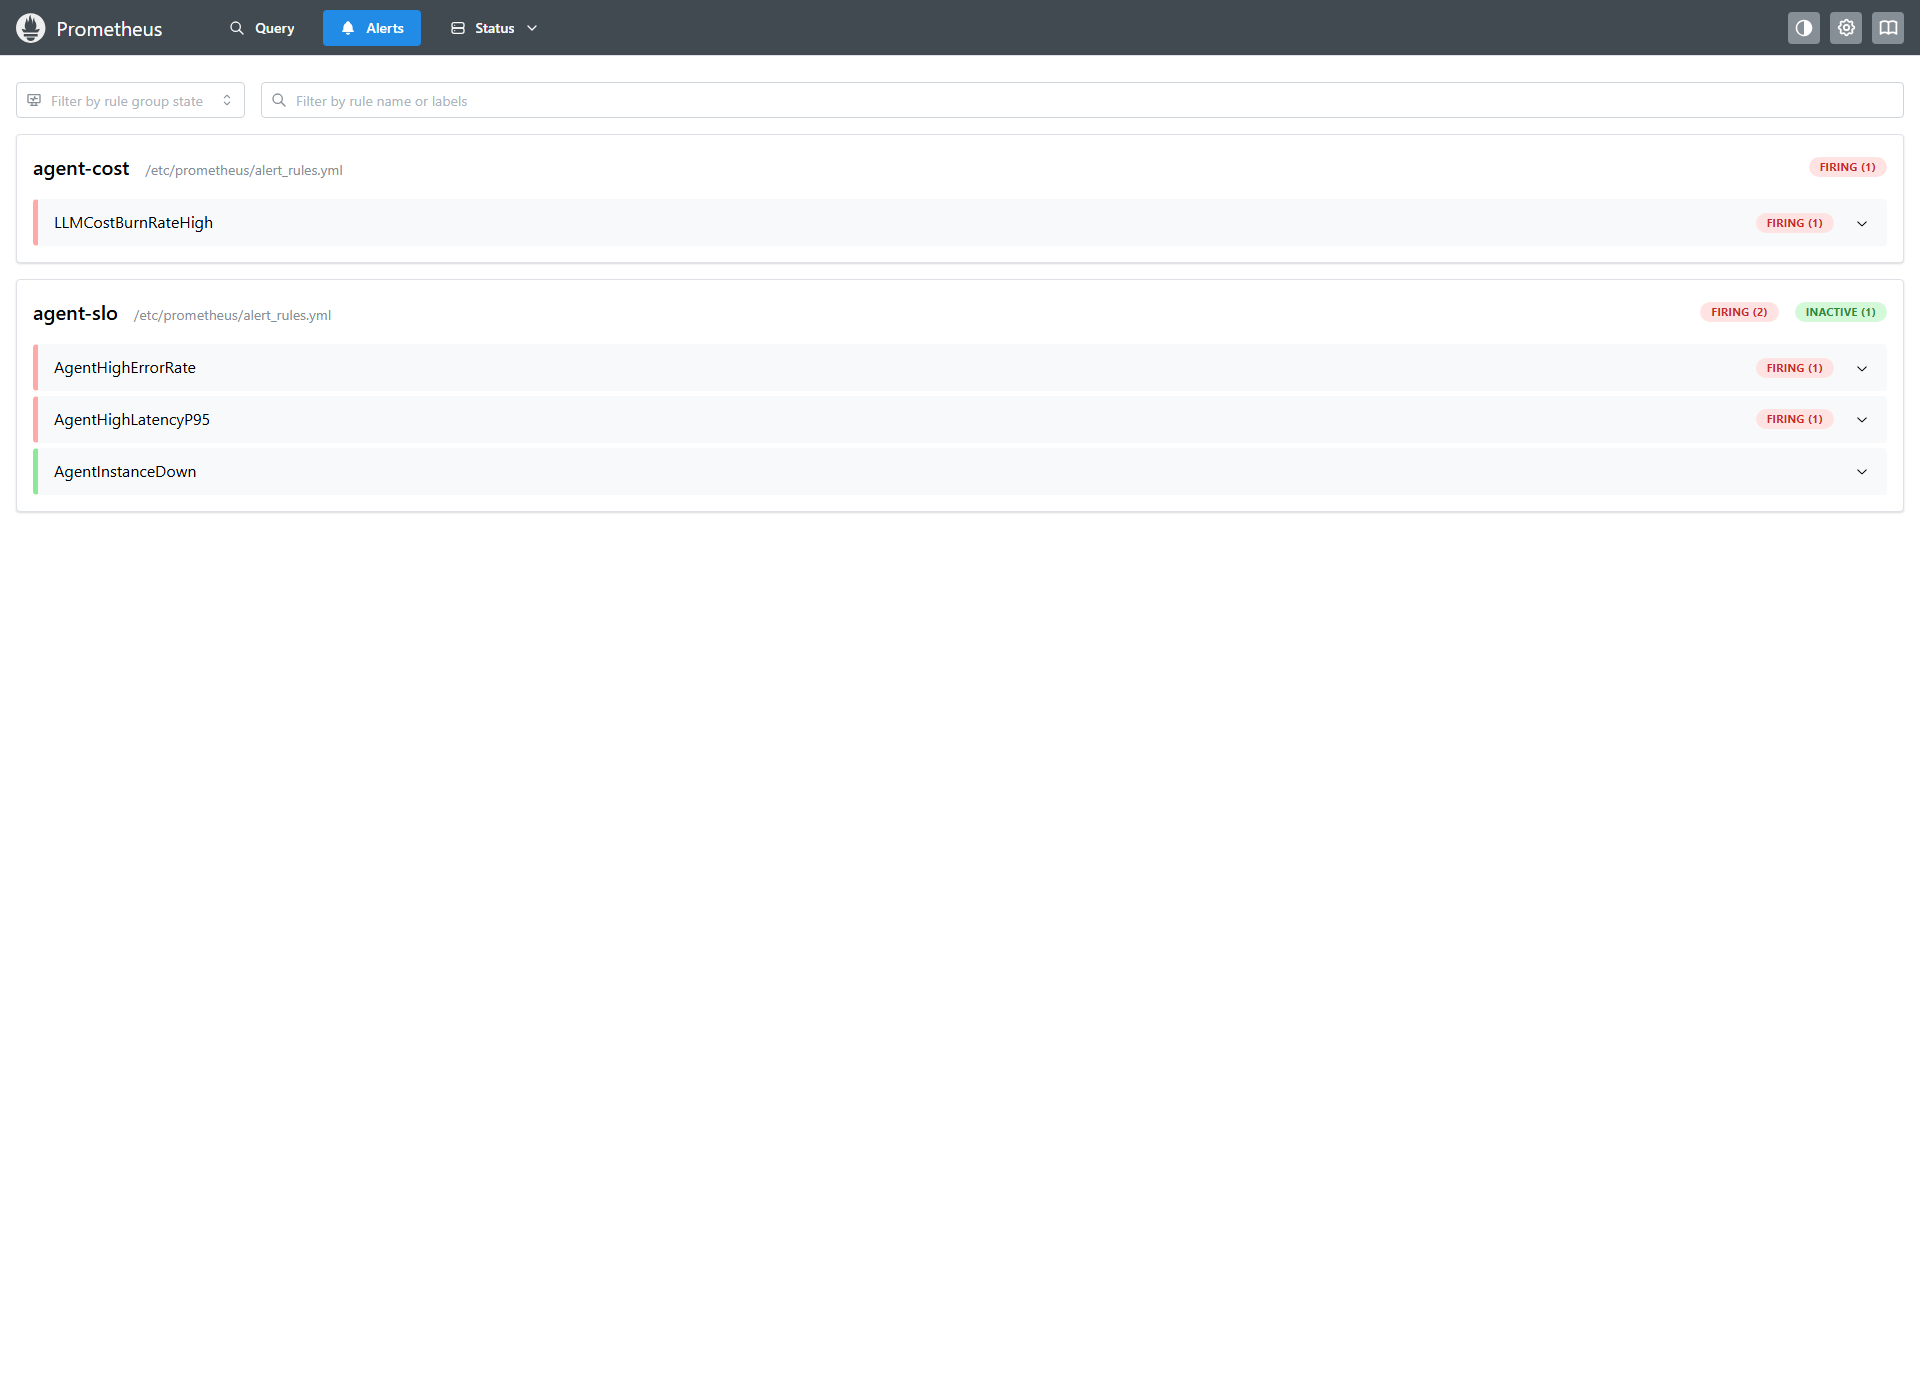 Prometheus Query Alerts Status
Filter by rule group state Filter by rule name or labels
agent-cost /etc/prometheus/alert_rules.yml FIRING (1)
LLMCostBurnRateHigh FIRING (1)
agent-slo /etc/prometheus/alert_rules.yml FIRING (2) INACTIVE (1)
AgentHighErrorRate FIRING (1)
AgentHighLatencyP95 FIRING (1)
AgentInstanceDown